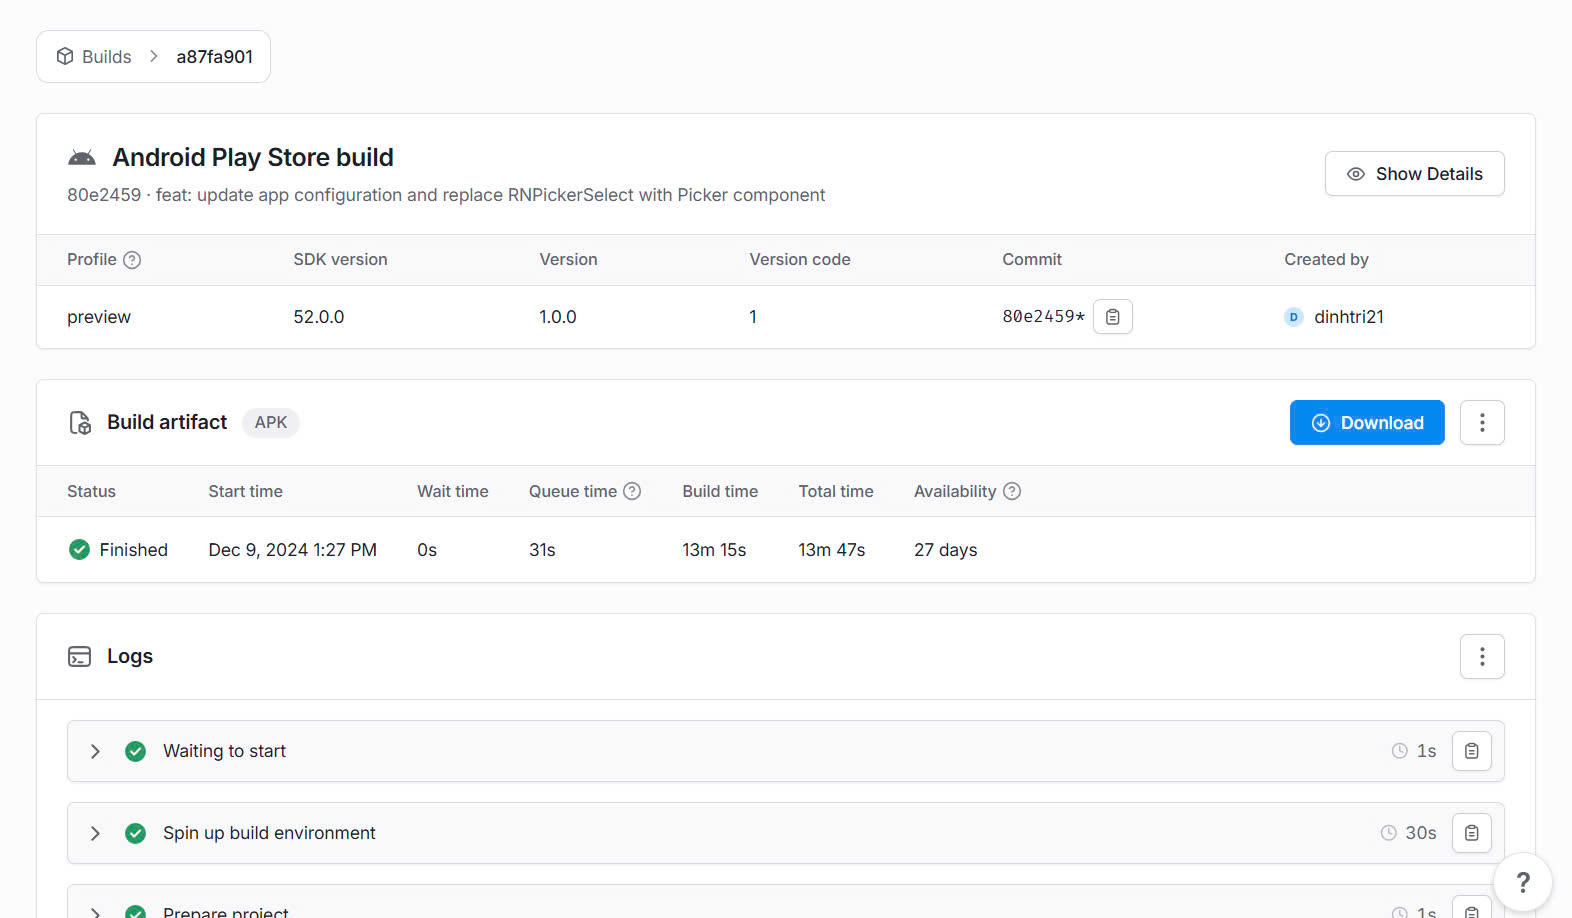 Builds > a87fa901
Android Play Store build
80e2459 · feat: update app configuration and replace RNPickerSelect with Picker component
Show Details
Profile ? SDK version Version Version code Commit Created by
preview 52.0.0 1.0.0 1 80e2459* D dinhtri21
Build artifact APK
Download
Status Start time Wait time Queue time ? Build time Total time Availability ?
Finished Dec 9, 2024 1:27 PM 0s 31s 13m 15s 13m 47s 27 days
Logs
Waiting to start 1s
Spin up build environment 30s
Prepare project 1s
?